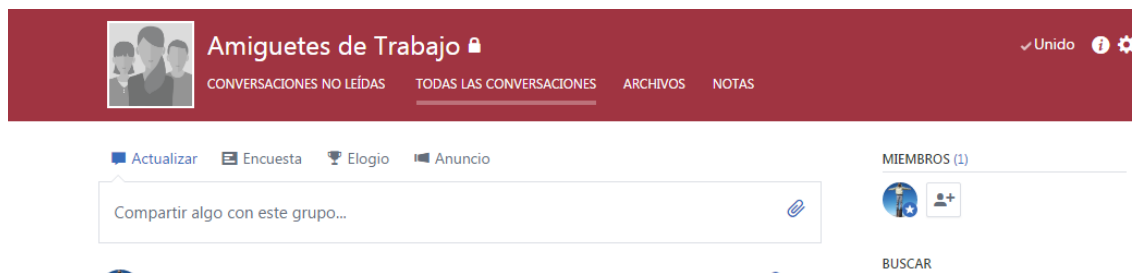 Amiguetes de Trabajo
Unido
CONVERSACIONES NO LEÍDAS TODAS LAS CONVERSACIONES ARCHIVOS NOTAS
Actualizar Encuesta Elogio Anuncio
Compartir algo con este grupo...
MIEMBROS (1)
BUSCAR